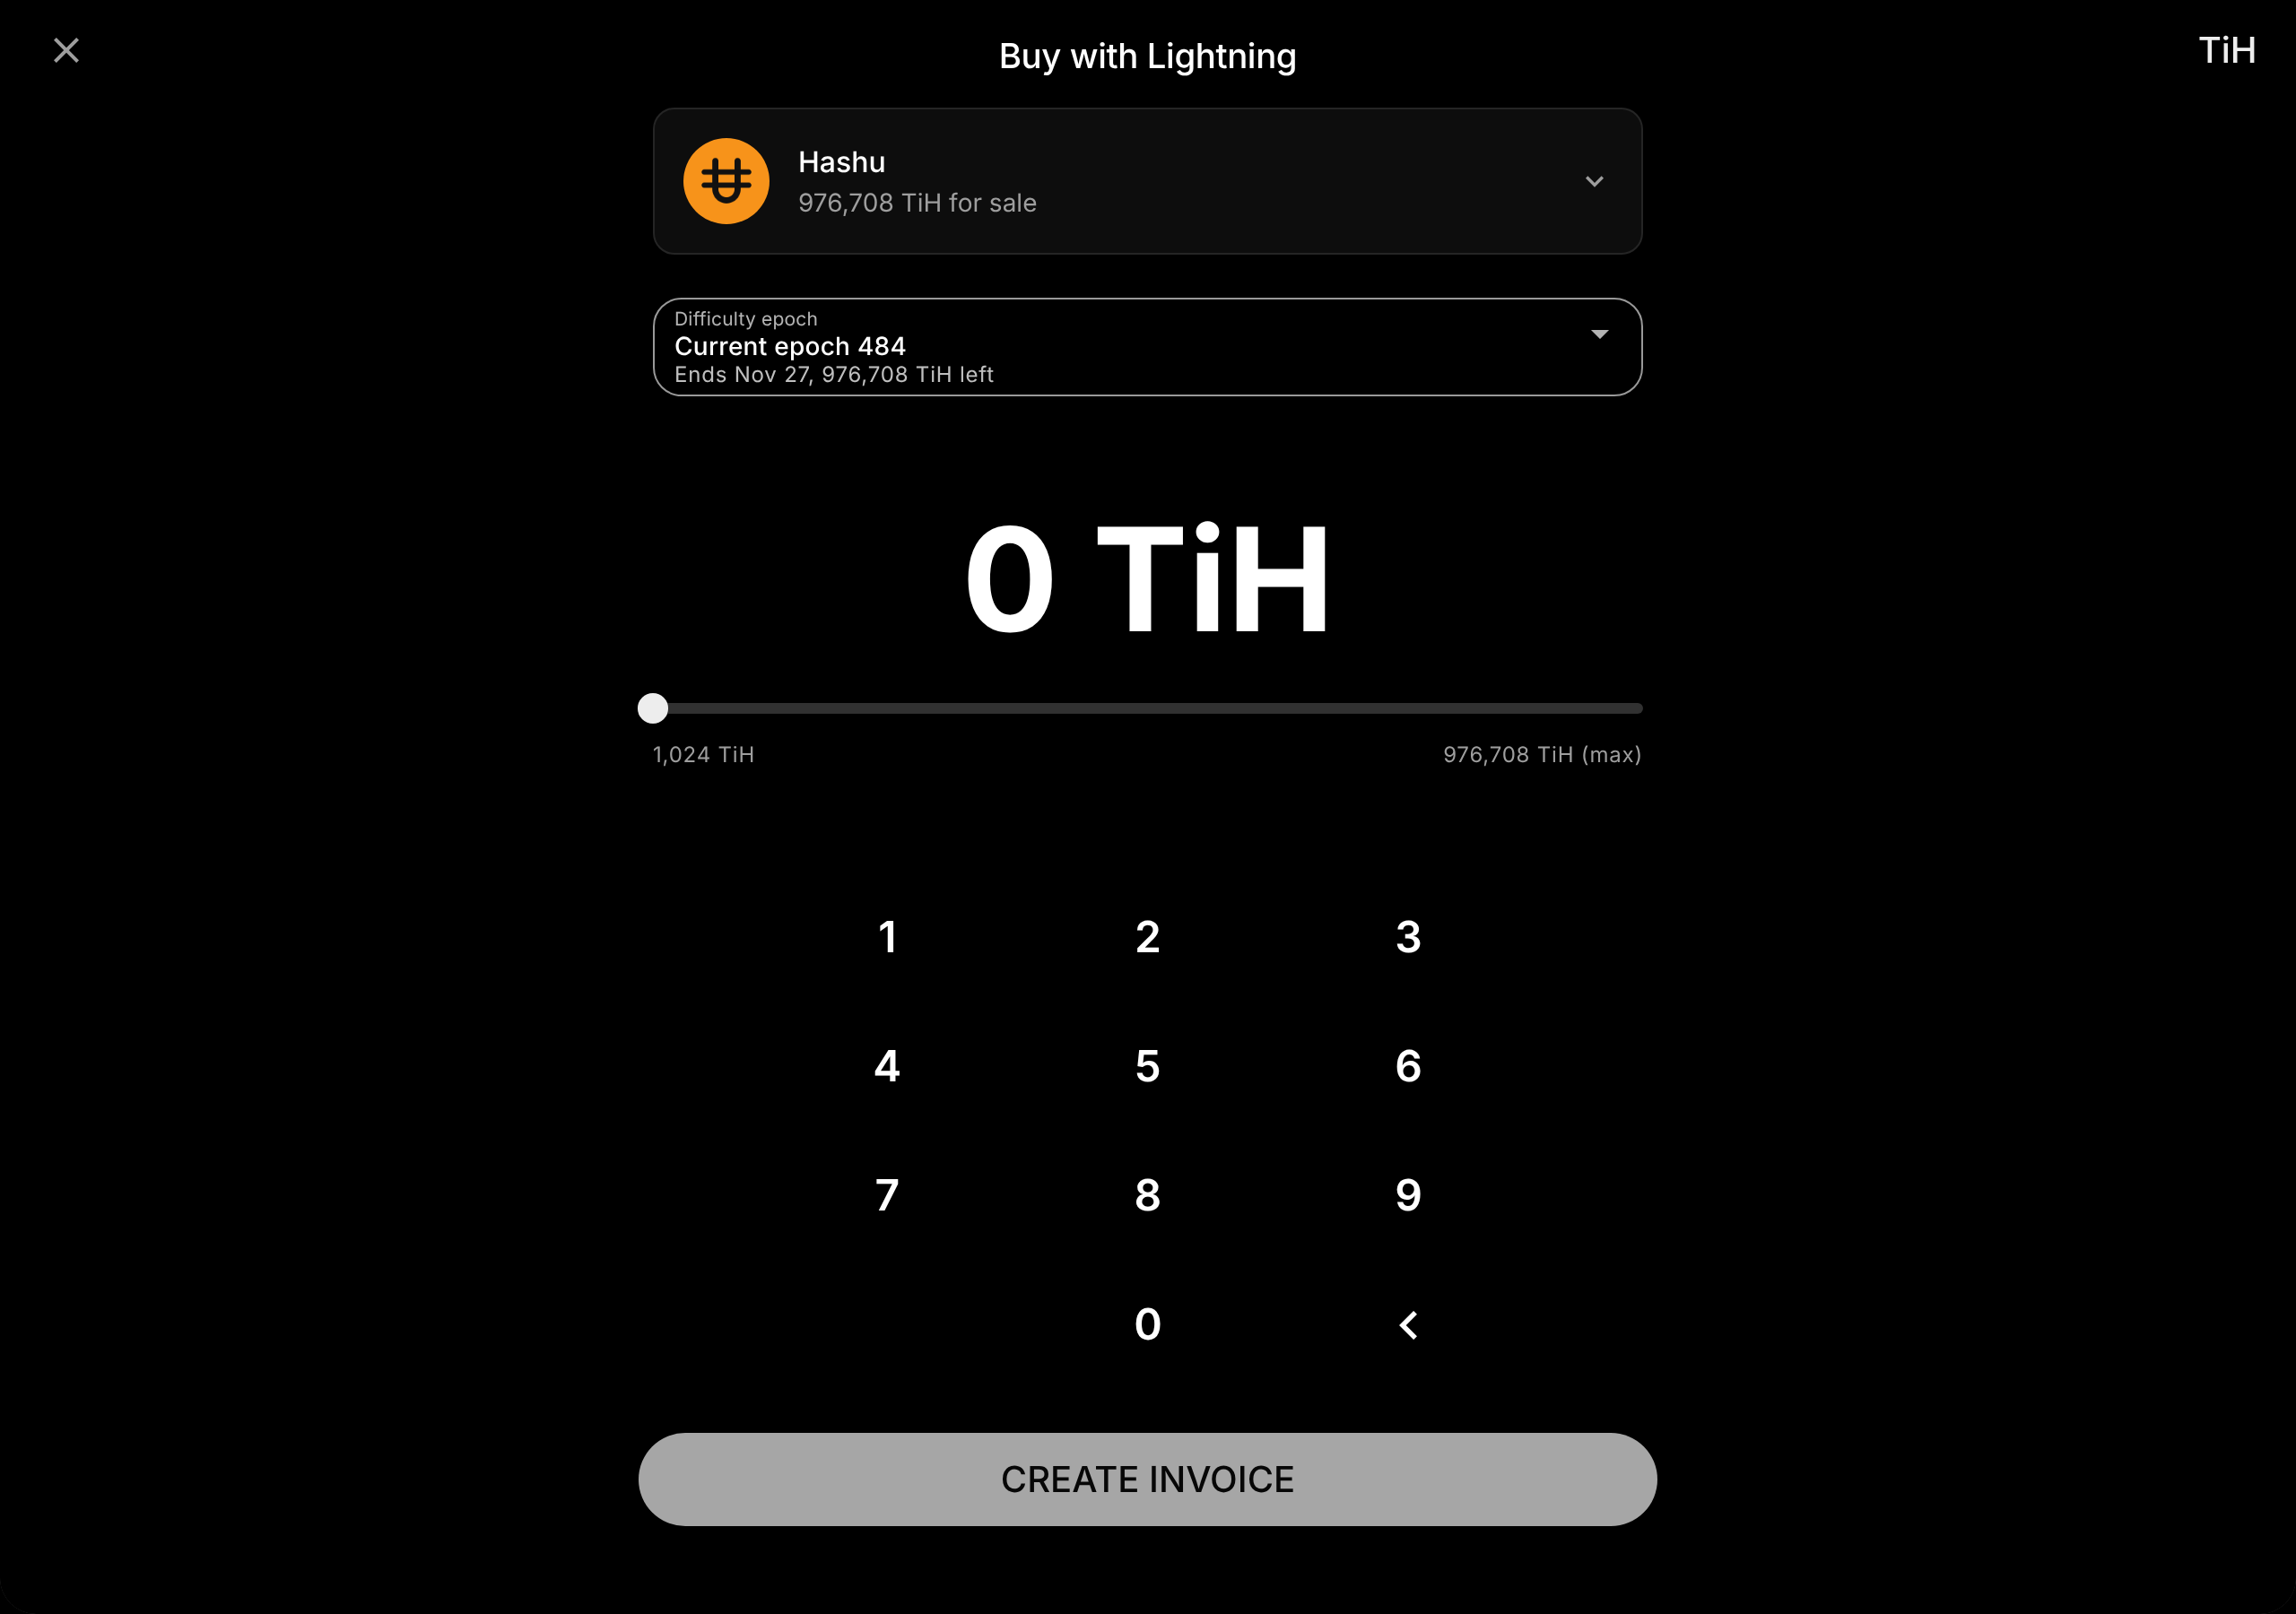 Buy with Lightning
TiH
Hashu
976,708 TiH for sale
Difficulty epoch
Current epoch 484
Ends Nov 27, 976,708 TiH left
0 TiH
1,024 TiH
976,708 TiH (max)
1 2 3
4 5 6
7 8 9
0
CREATE INVOICE